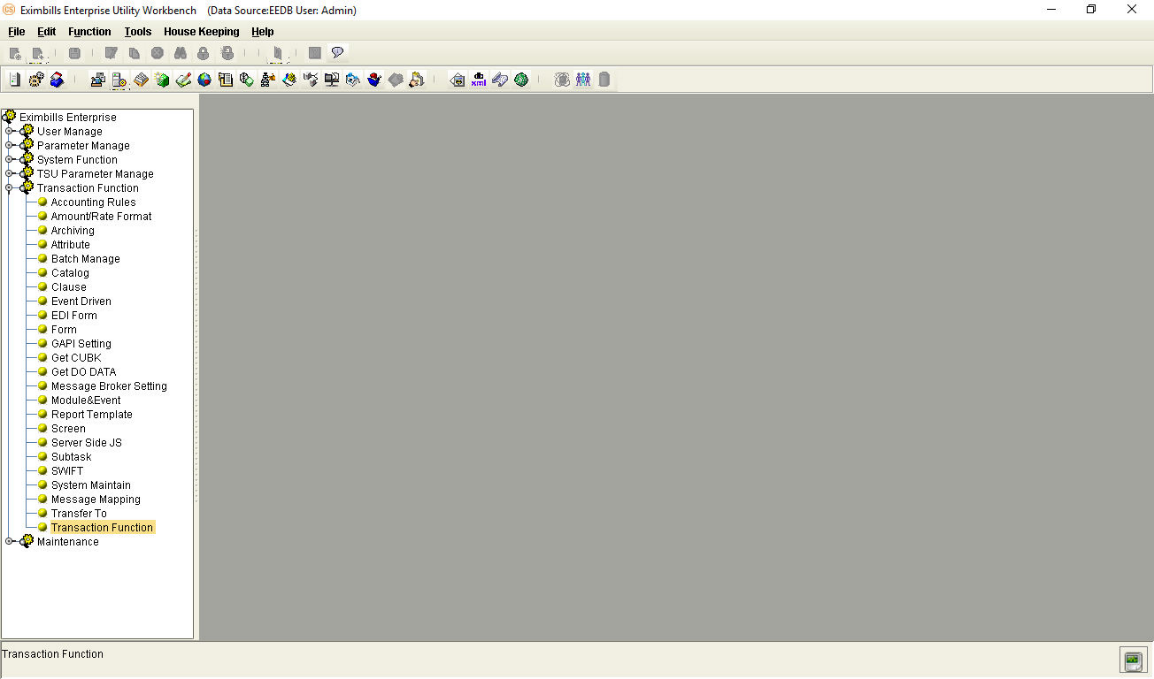 Eximbills Enterprise Utility Workbench (Data Source:EEDB User: Admin)
File Edit Function Tools House Keeping Help
xml
Eximbills Enterprise
User Manage
Parameter Manage
System Function
TSU Parameter Manage
Transaction Function
Accounting Rules
Amount/Rate Format
Archiving
Attribute
Batch Manage
Catalog
Clause
Event Driven
EDI Form
Form
GAPI Setting
Get CUBK
Get DO DATA
Message Broker Setting
Module&Event
Report Template
Screen
Server Side JS
Subtask
SWIFT
System Maintain
Message Mapping
Transfer To
Transaction Function
Maintenance
Transaction Function